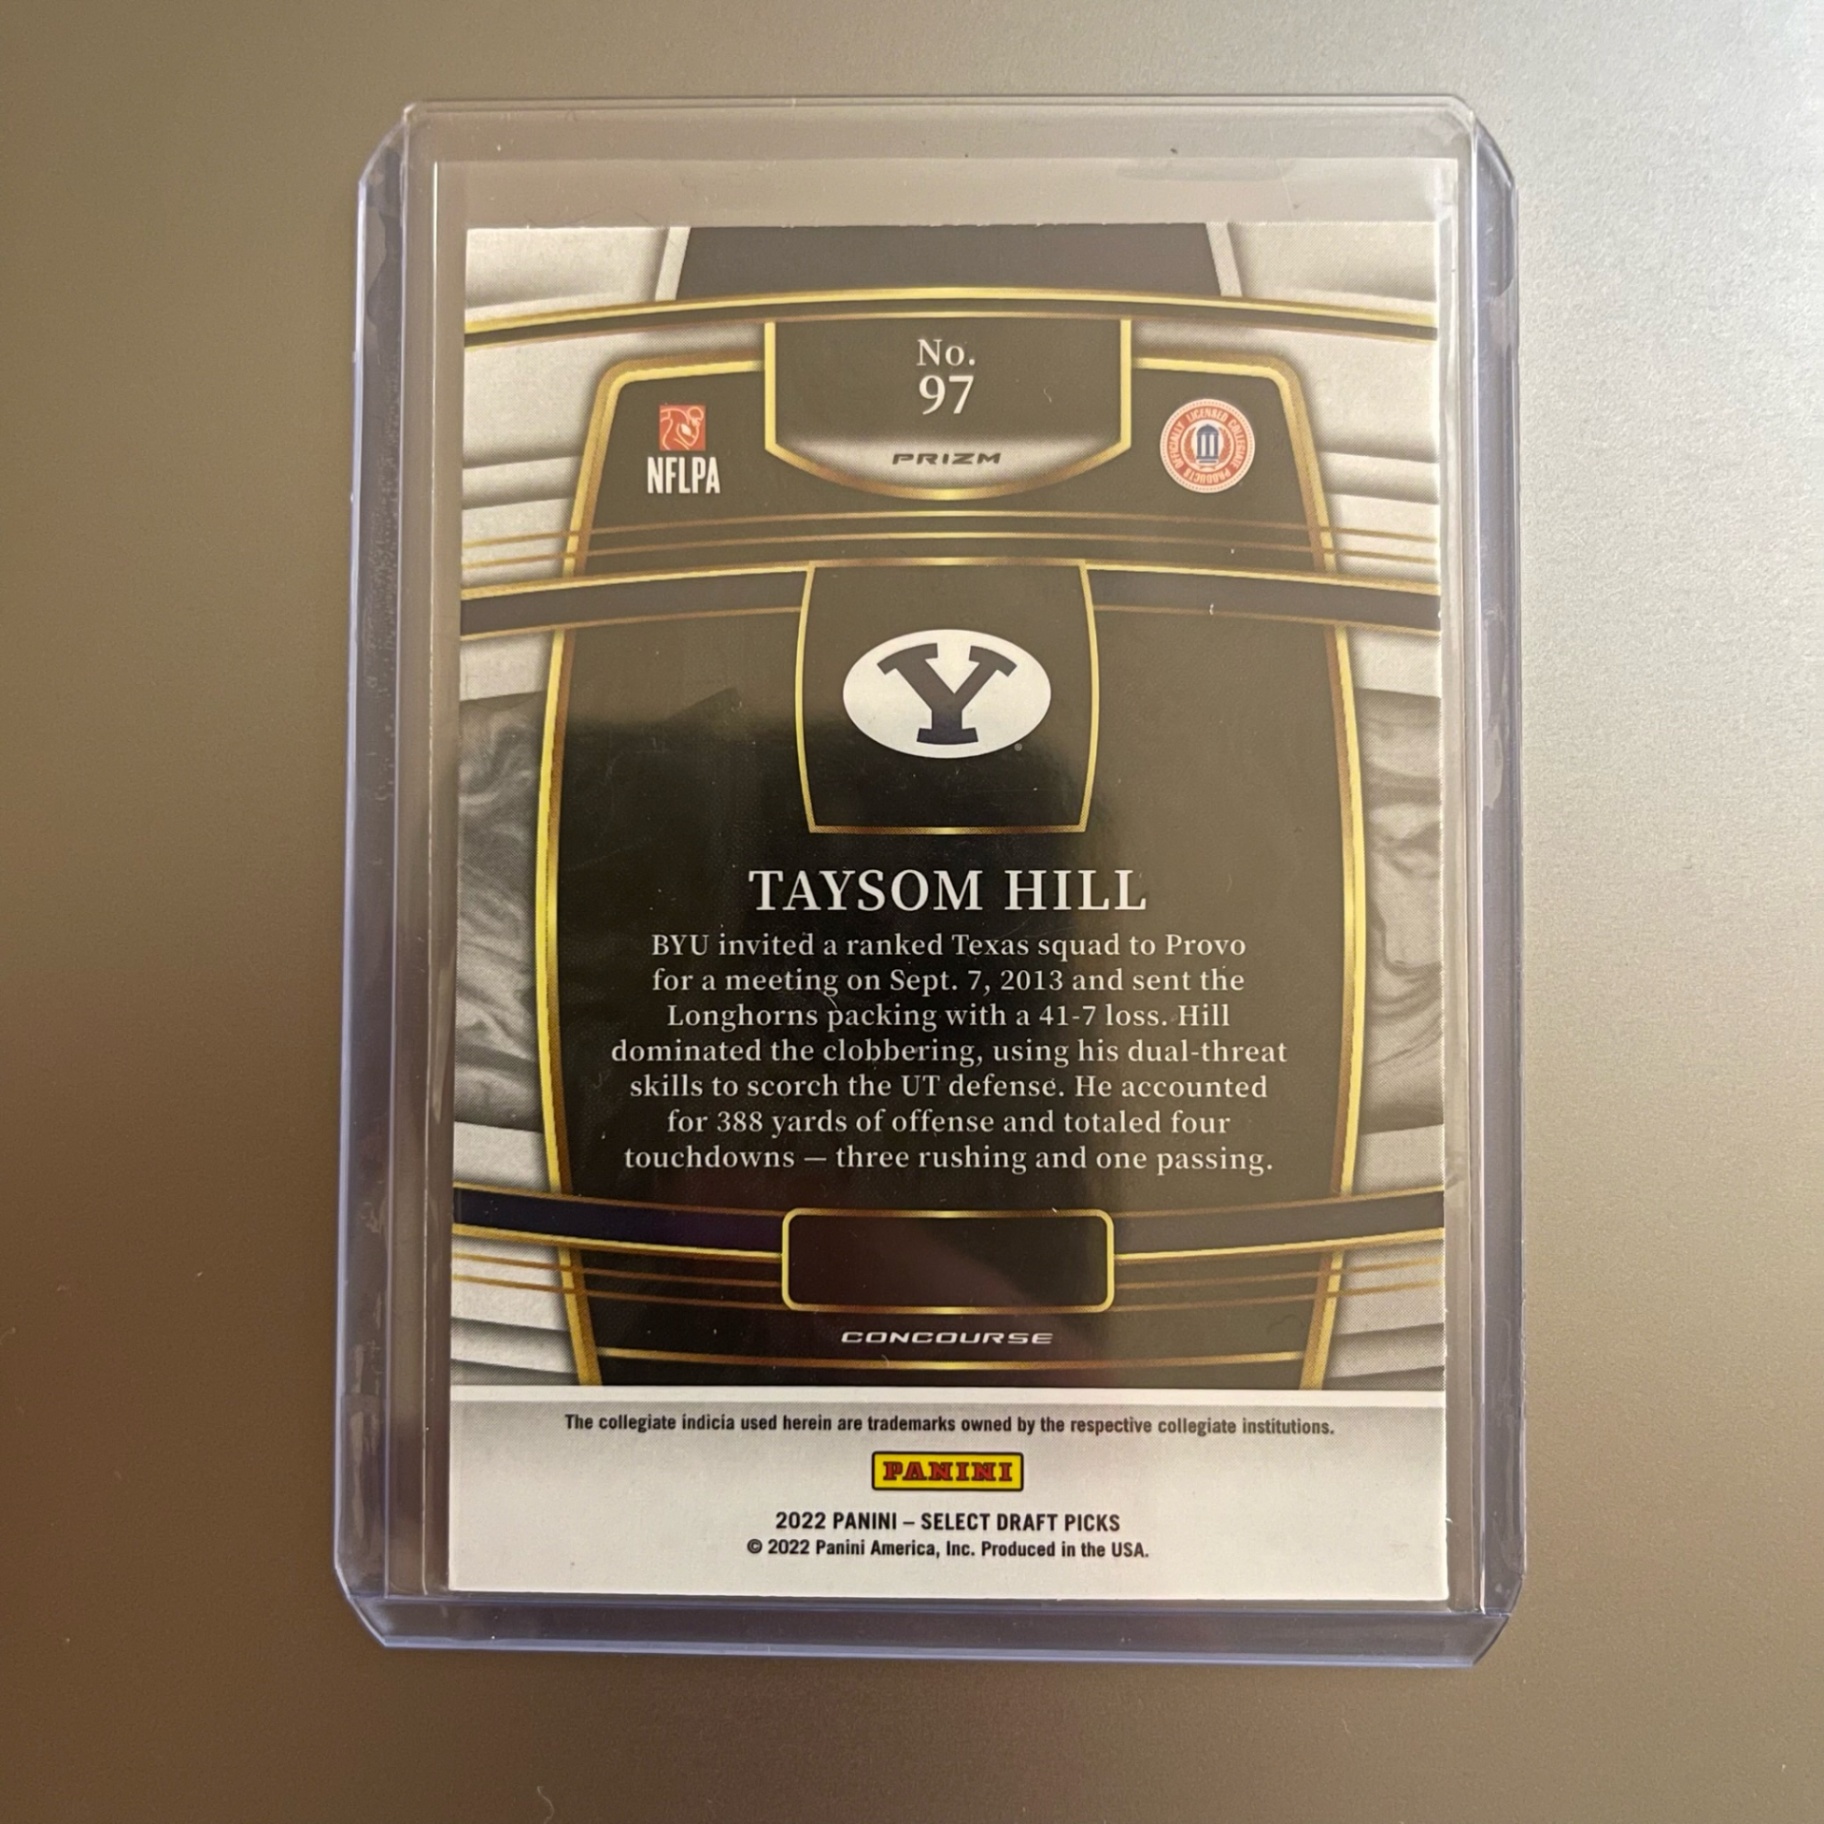 No.
97
PRIZM
NFLPA
OFFICIALLY LICENSED COLLEGIATE PRODUCTS
Y
TAYSOM HILL
BYU invited a ranked Texas squad to Provo
for a meeting on Sept. 7, 2013 and sent the
Longhorns packing with a 41-7 loss. Hill
dominated the clobbering, using his dual-threat
skills to scorch the UT defense. He accounted
for 388 yards of offense and totaled four
touchdowns — three rushing and one passing.
CONCOURSE
The collegiate indicia used herein are trademarks owned by the respective collegiate institutions.
PANINI
2022 PANINI – SELECT DRAFT PICKS
© 2022 Panini America, Inc. Produced in the USA.